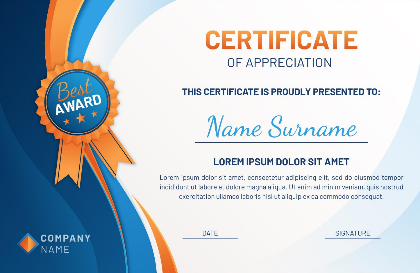 CERTIFICATE
OF APPRECIATION
THIS CERTIFICATE IS PROUDLY PRESENTED TO:
Best
AWARD
Name Surname
LOREM IPSUM DOLOR SIT AMET
Lorem ipsum dolor sit amet, consectetur adipiscing elit, sed do eiusmod tempor
incididunt ut labore et dolore magna aliqua. Ut enim ad minim veniam, quis nostrud
exercitation ullamco laboris nisi ut aliquip ex ea commodo consequat.
DATE
SIGNATURE
COMPANY
NAME